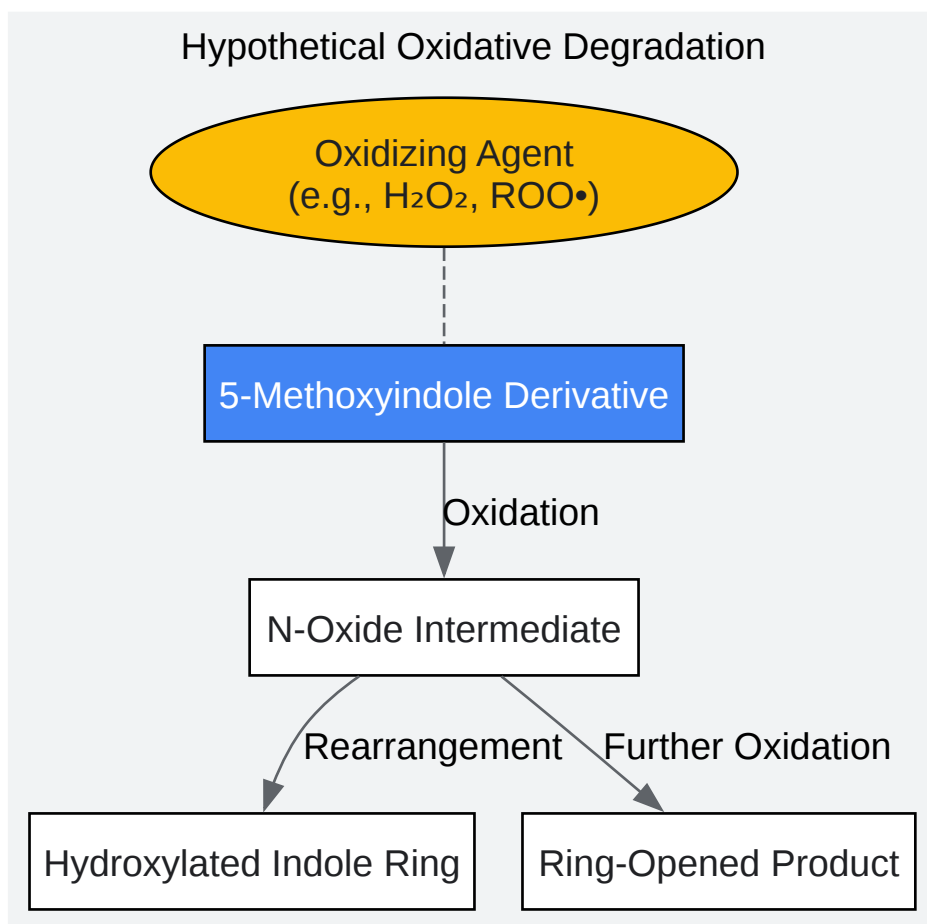 Hypothetical Oxidative Degradation
Oxidizing Agent
(e.g., H₂O₂, ROO•)
5-Methoxyindole Derivative
Oxidation
N-Oxide Intermediate
Rearrangement
Further Oxidation
Hydroxylated Indole Ring
Ring-Opened Product